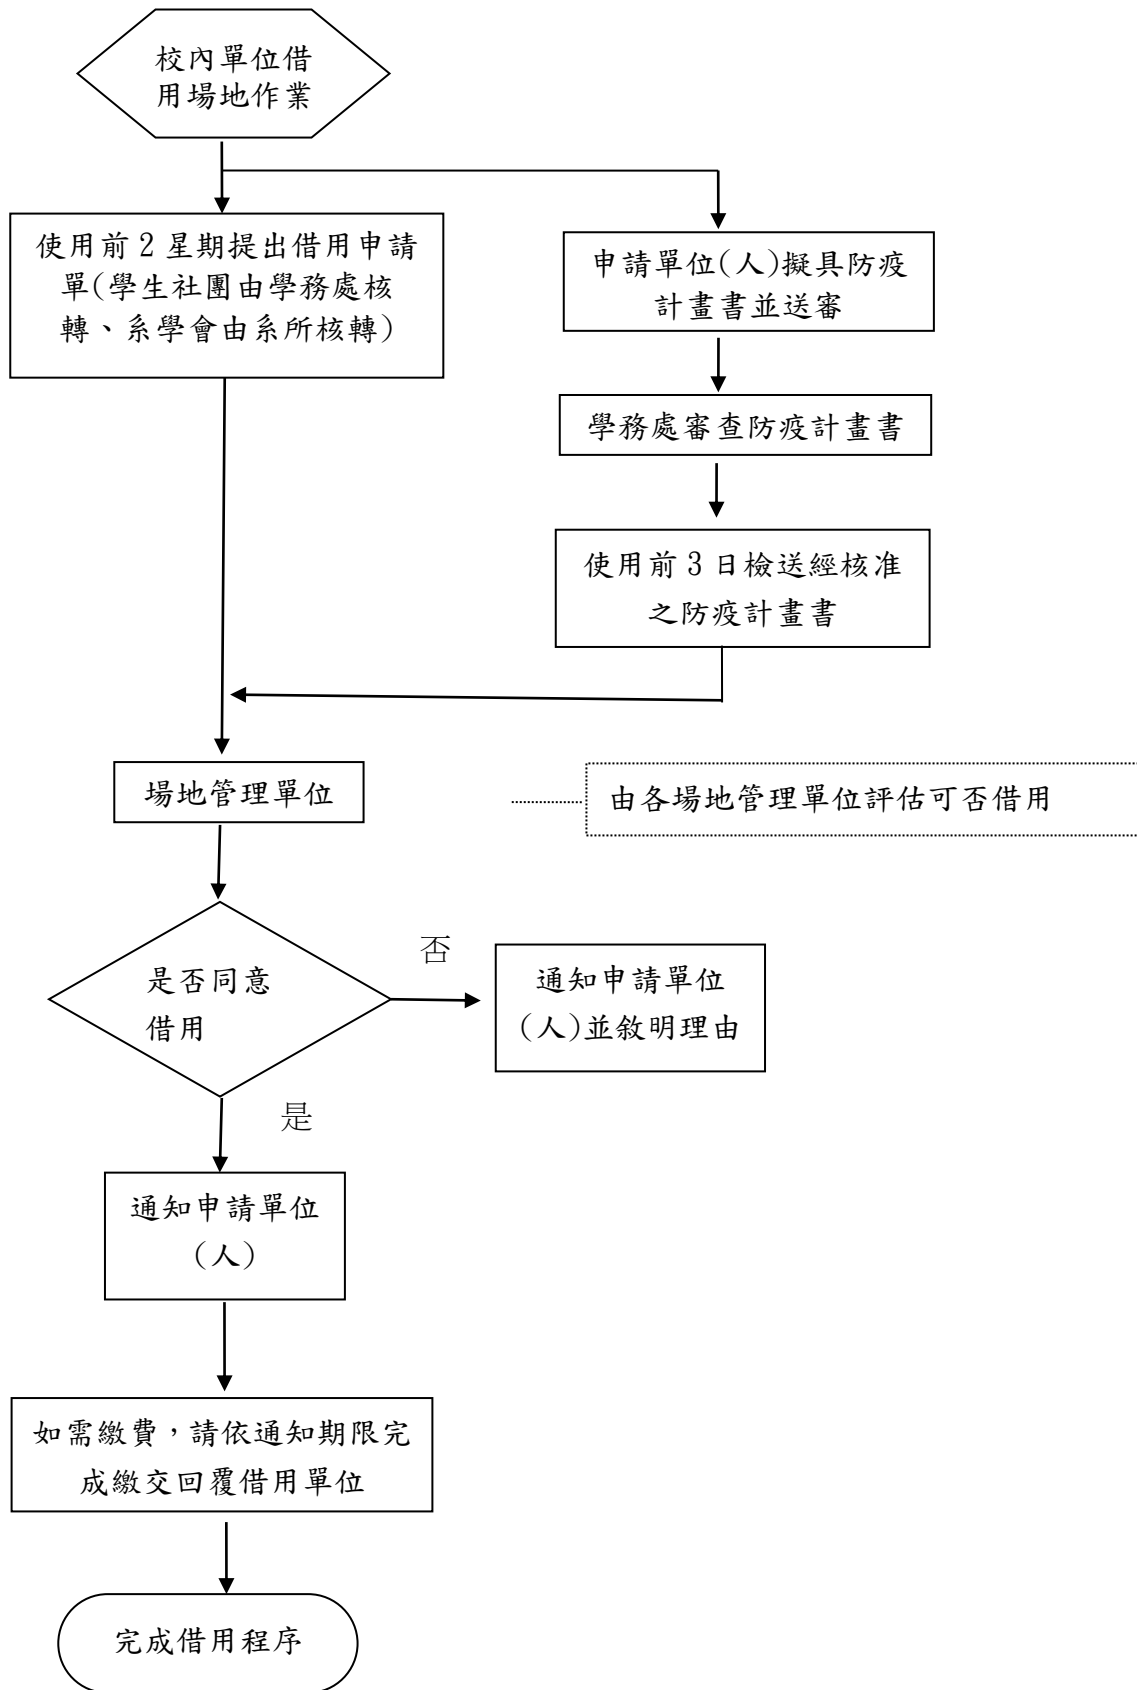 校內單位借
用場地作業
使用前2星期提出借用申請
單(學生社團由學務處核
轉、系學會由系所核轉)
申請單位(人)擬具防疫
計畫書並送審
學務處審查防疫計畫書
使用前3日檢送經核准
之防疫計畫書
場地管理單位
由各場地管理單位評估可否借用
是否同意
借用
否
通知申請單位
(人)並敘明理由
是
通知申請單位
(人)
如需繳費，請依通知期限完
成繳交回覆借用單位
完成借用程序